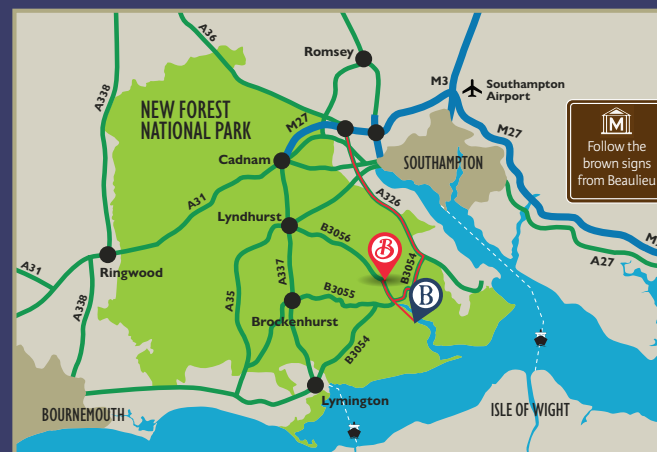 A36
A338
Romsey
M3
Southampton
Airport
NEW FOREST
NATIONAL PARK
M27
M
Follow the
brown signs
from Beaulieu
M27
Cadnam
SOUTHAMPTON
A31
A326
Lyndhurst
B3056
B
B3054
A27
M
A31
Ringwood
A337
A338
A35
B3055
B
Brockenhurst
B3054
Lymington
BOURNEMOUTH
ISLE OF WIGHT